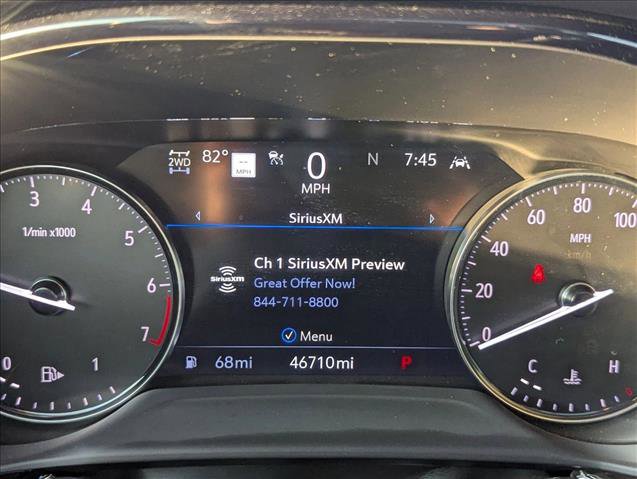 2WD 82° -- MPH 0 MPH N 7:45
SiriusXM
SiriusXM
Ch 1 SiriusXM Preview
Great Offer Now!
844-711-8800
Menu
68mi 46710mi P
0 1 3 4 5 6 7
1/min x1000
0 20 40 60 80 100
MPH
km/h
C H